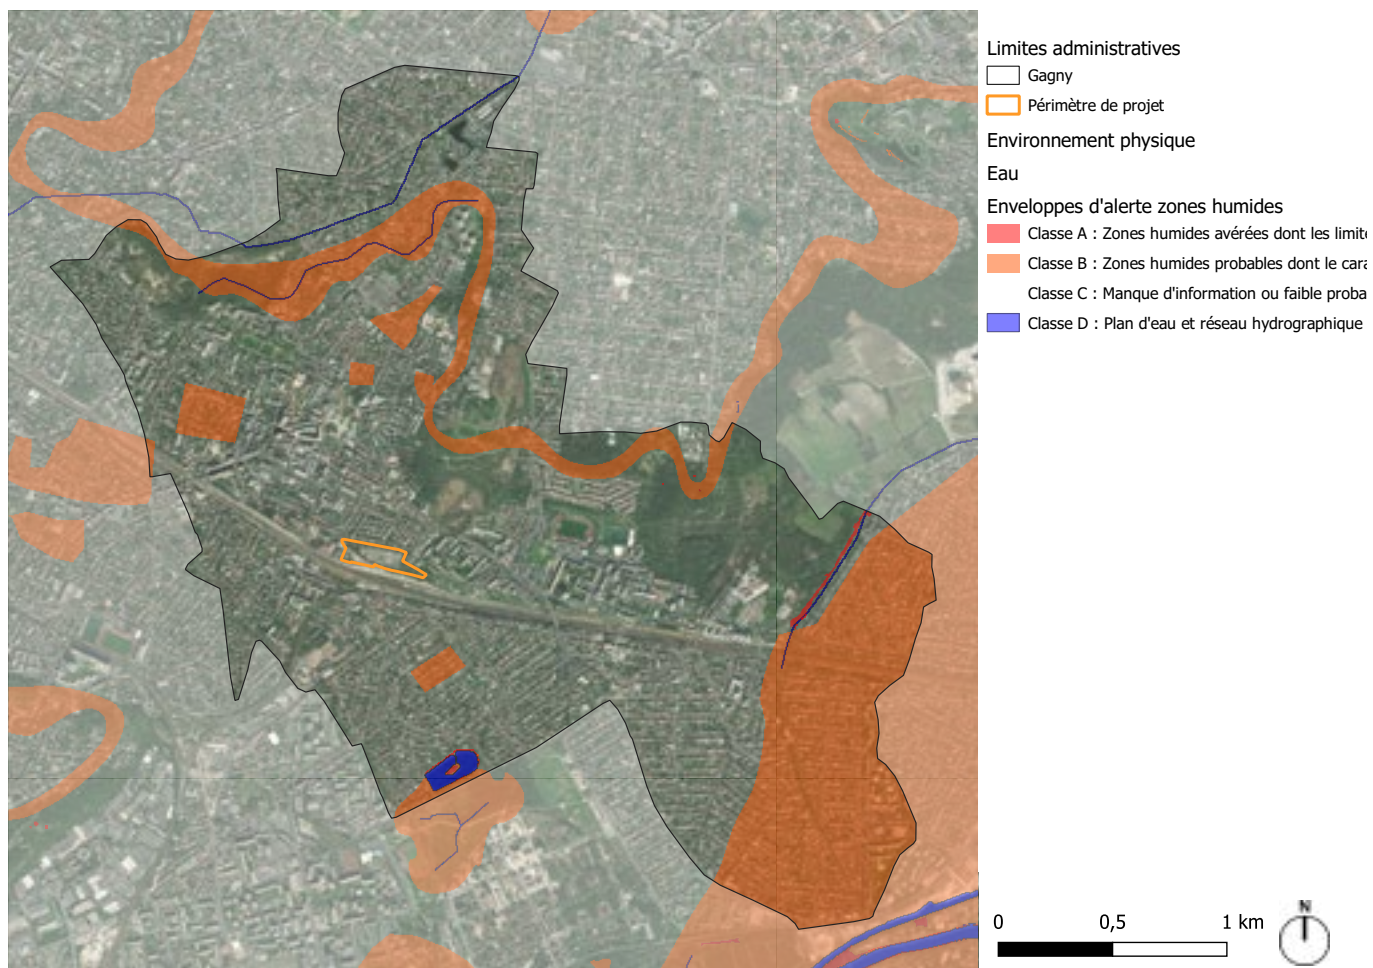 Limites administratives
Gagny
Périmètre de projet
Environnement physique
Eau
Enveloppes d'alerte zones humides
Classe A : Zones humides avérées dont les limite
Classe B : Zones humides probables dont le cara
Classe C : Manque d'information ou faible proba
Classe D : Plan d'eau et réseau hydrographique
0 0,5 1 km
N